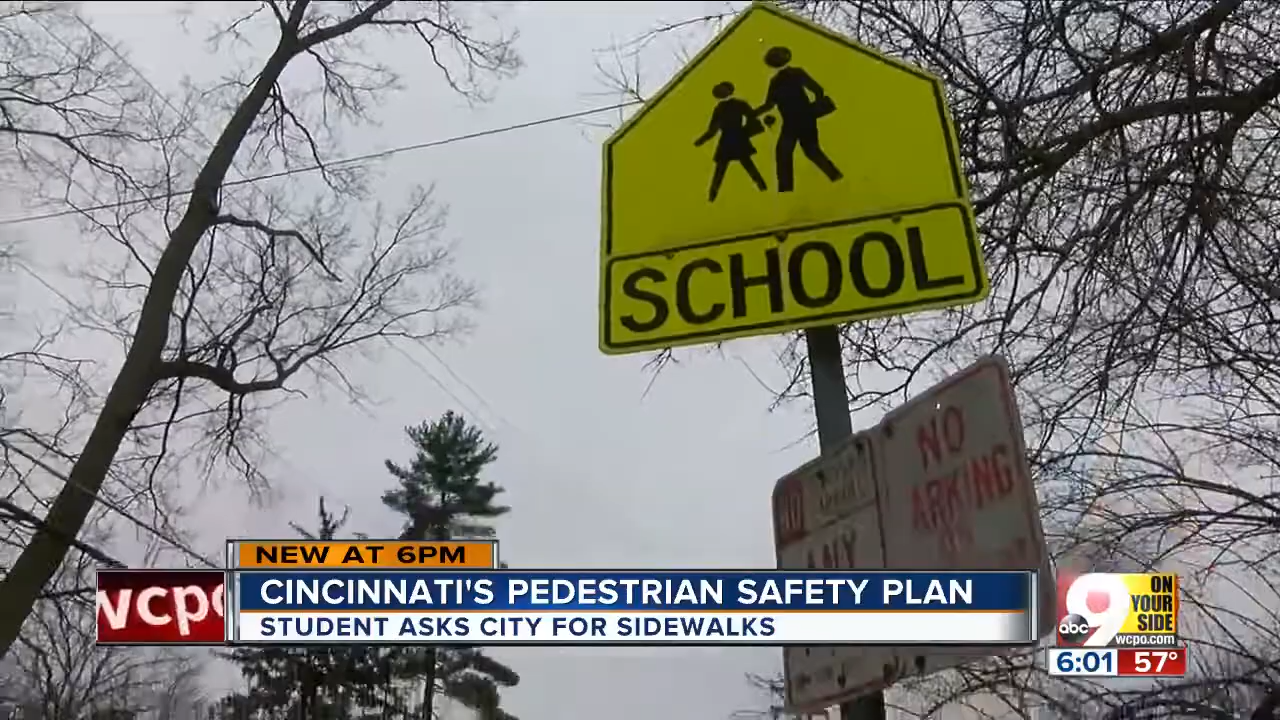 SCHOOL
NO
ARKING
ANY
NEW AT 6PM
CINCINNATI'S PEDESTRIAN SAFETY PLAN
STUDENT ASKS CITY FOR SIDEWALKS
wcpo
abc 9
ON
YOUR
SIDE
wcpo.com
6:01 57°